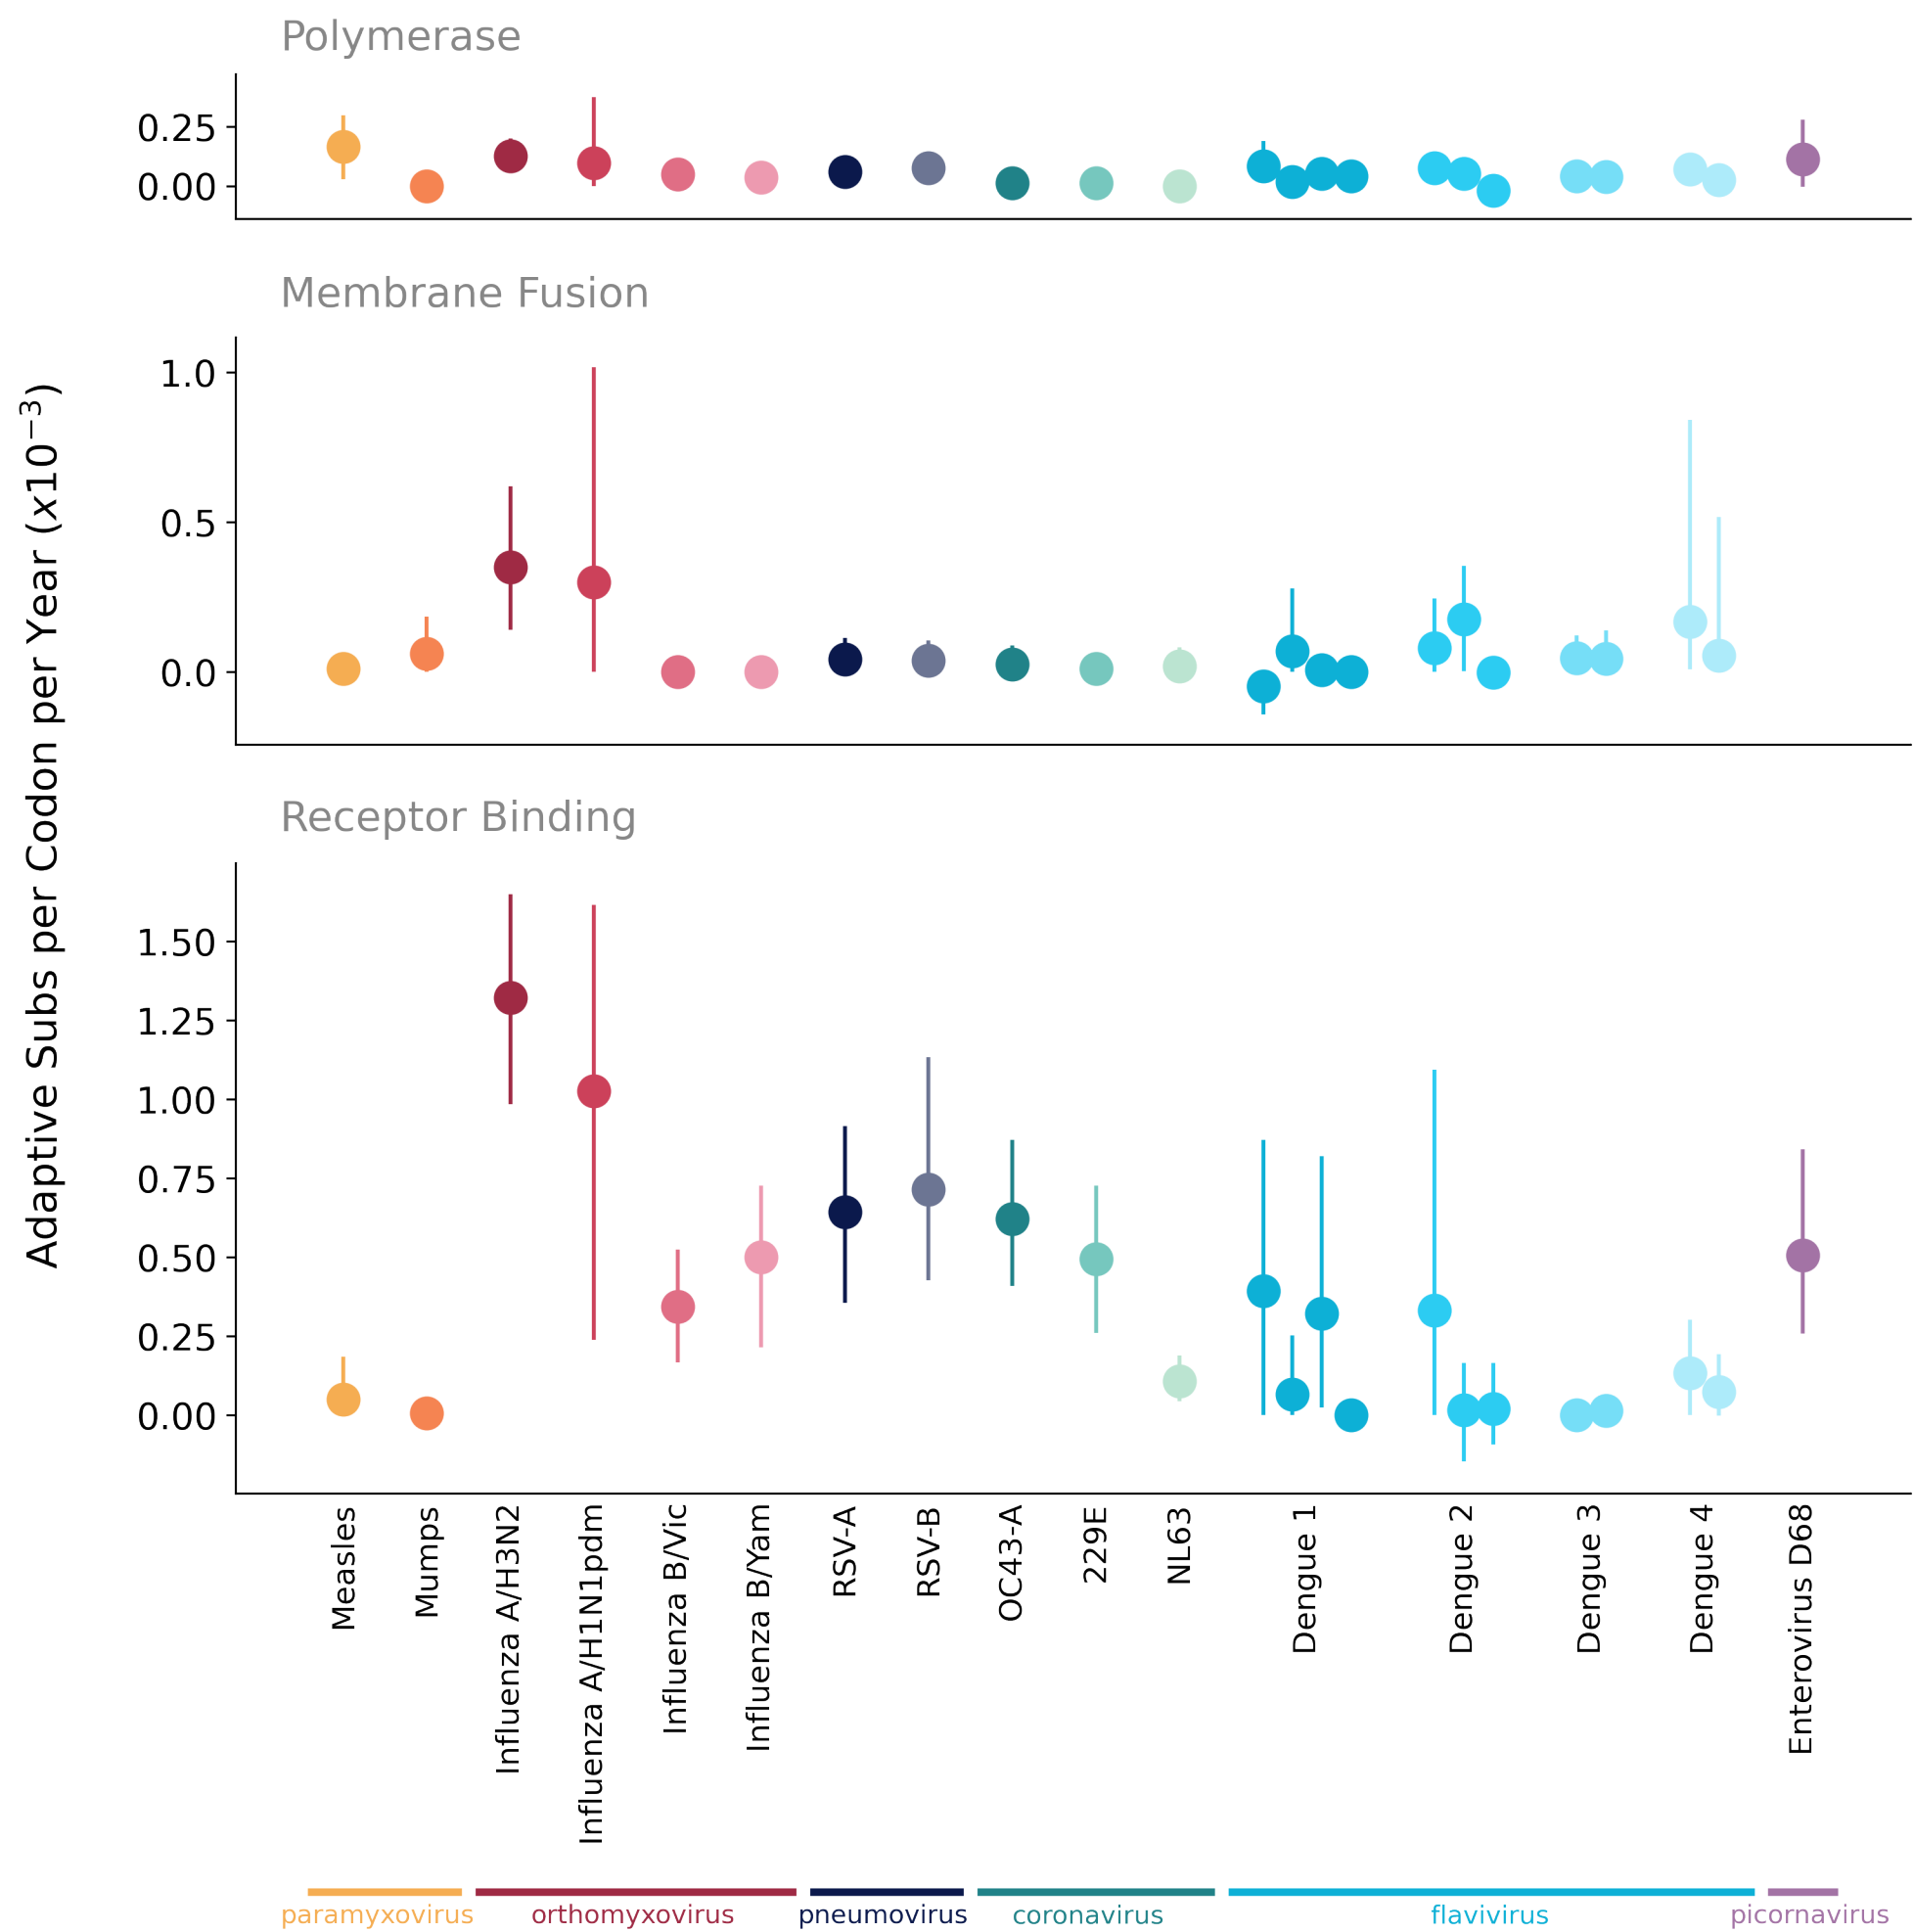 Polymerase
0.25
0.00
Membrane Fusion
1.0
0.5
0.0
Adaptive Subs per Codon per Year (x10⁻³)
Receptor Binding
1.50
1.25
1.00
0.75
0.50
0.25
0.00
Measles
Mumps
Influenza A/H3N2
Influenza A/H1N1pdm
Influenza B/Vic
Influenza B/Yam
RSV-A
RSV-B
OC43-A
229E
NL63
Dengue 1
Dengue 2
Dengue 3
Dengue 4
Enterovirus D68
paramyxovirus
orthomyxovirus
pneumovirus
coronavirus
flavivirus
picornavirus